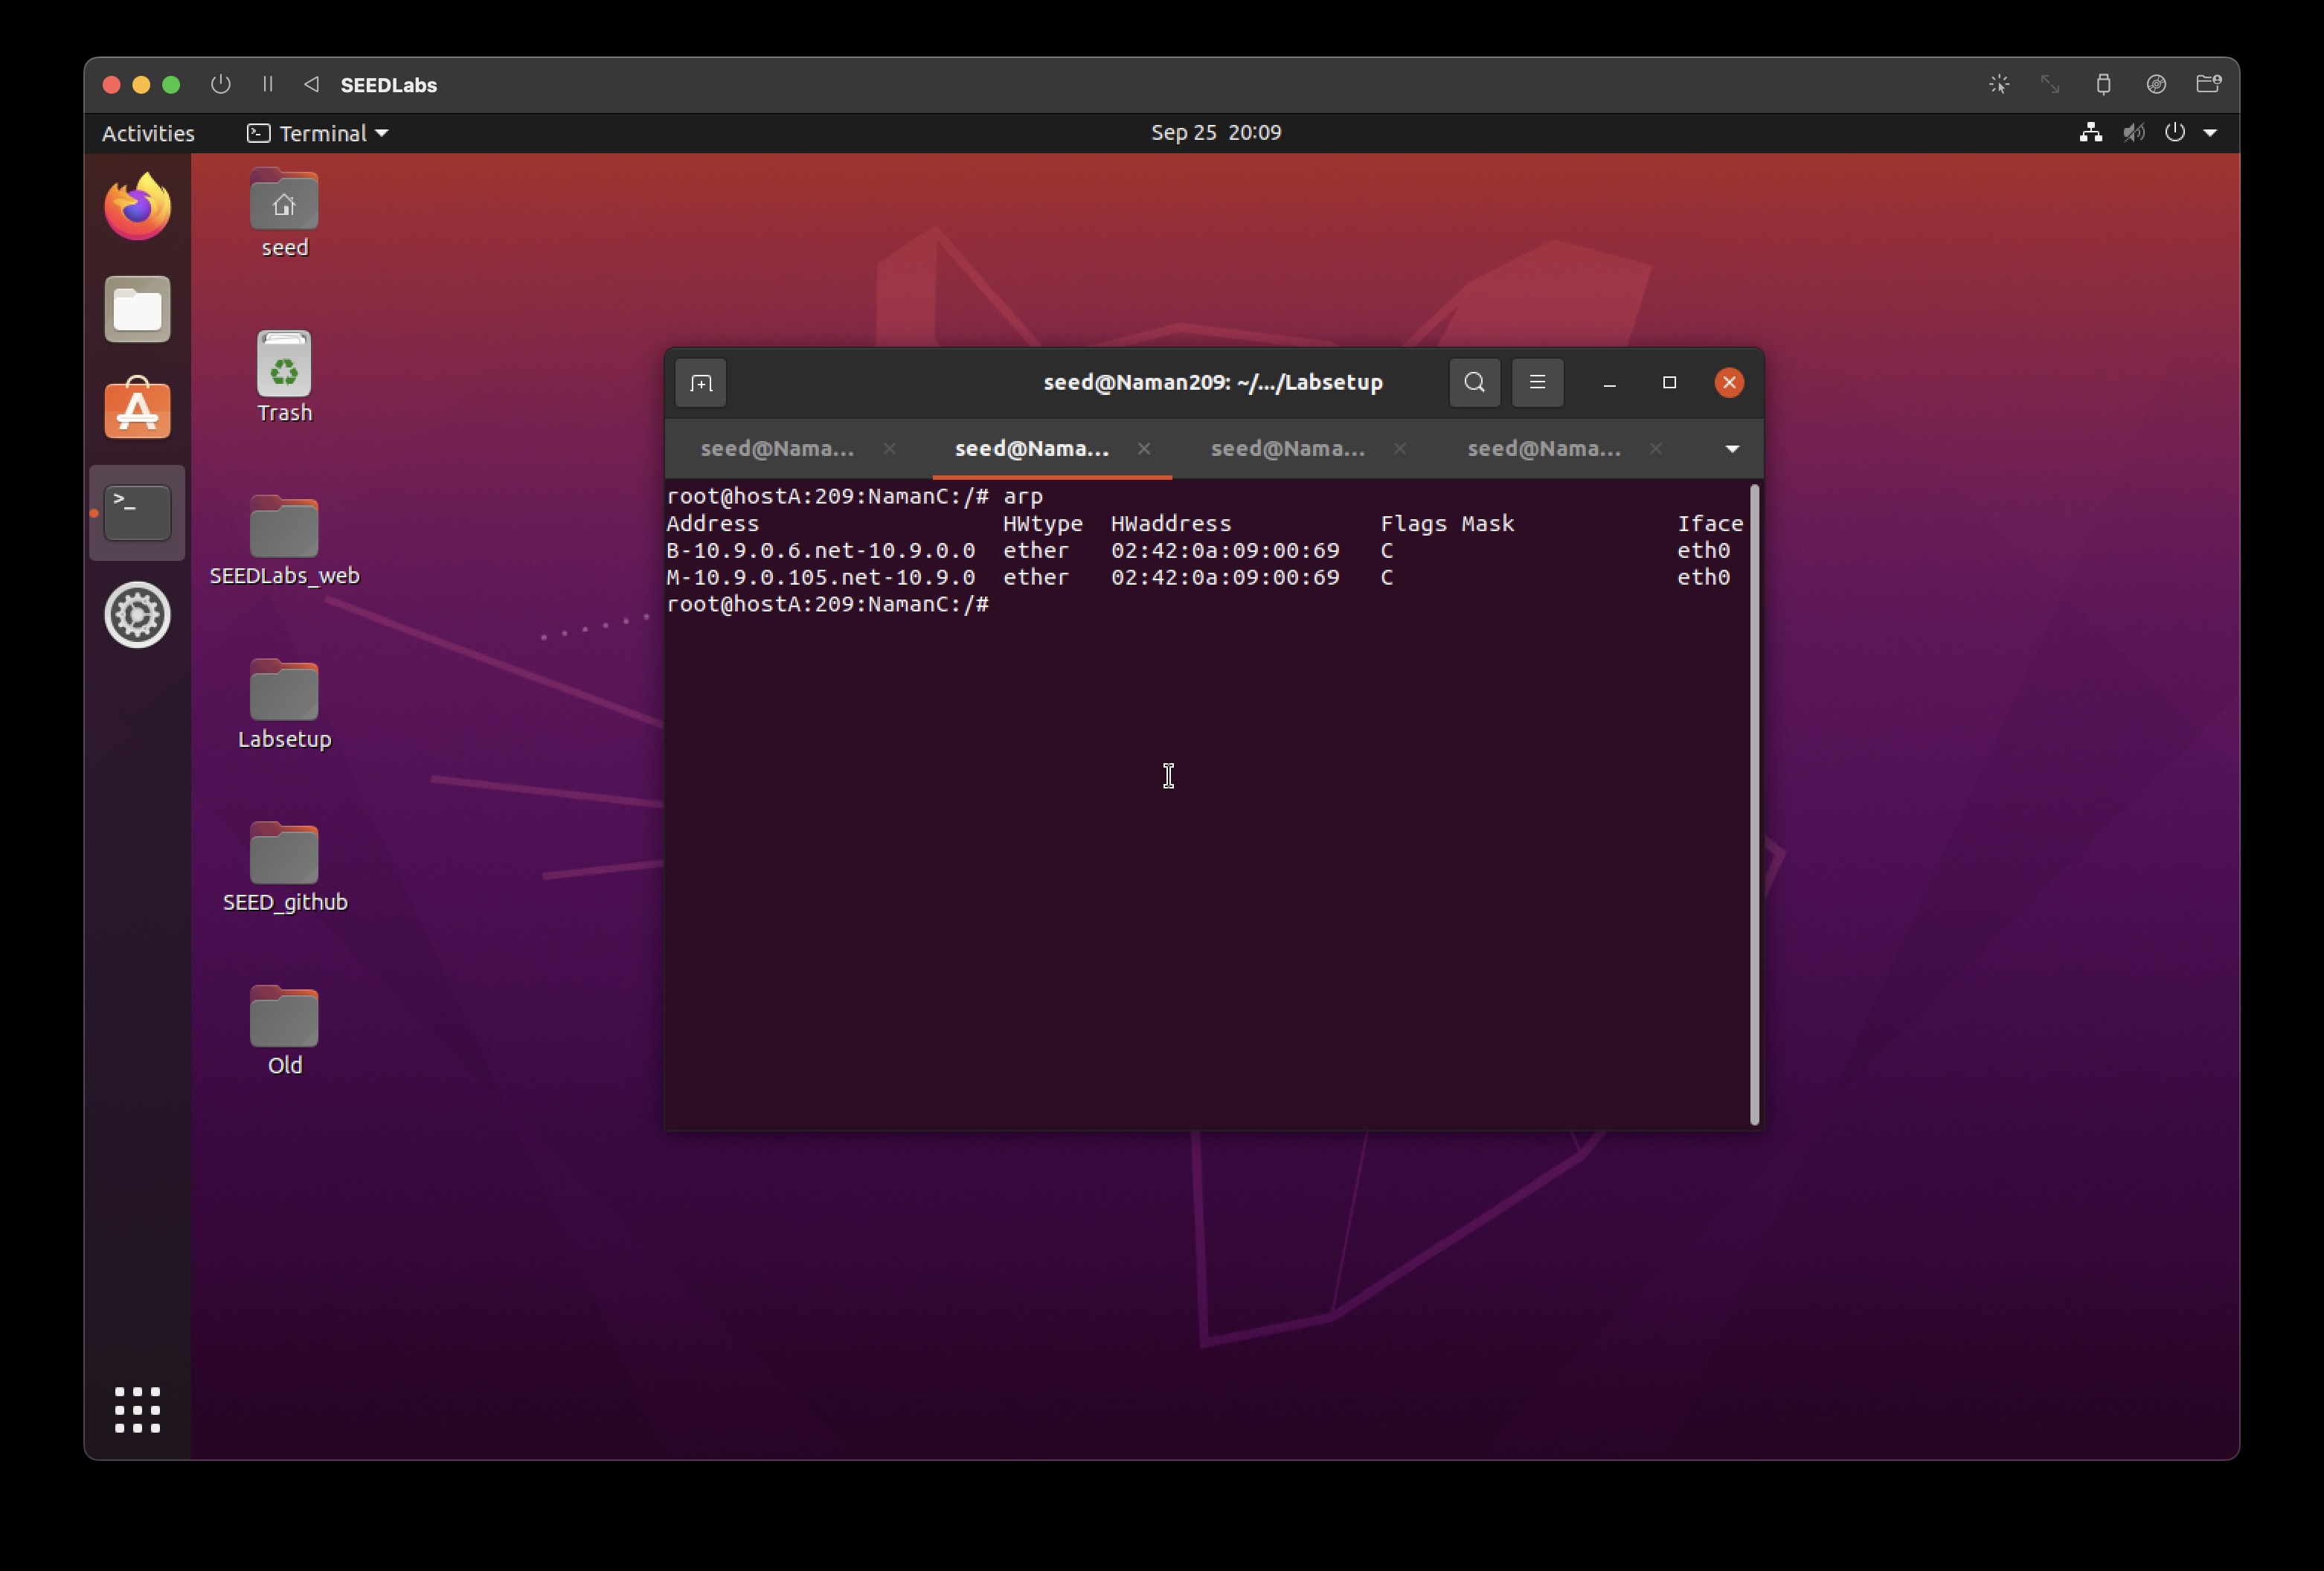 SEEDLabs
Activities
Terminal
Sep 25 20:09
seed
Trash
SEEDLabs_web
Labsetup
SEED_github
Old
seed@Naman209: ~/.../Labsetup
seed@Nama... seed@Nama... seed@Nama... seed@Nama...
root@hostA:209:NamanC:/# arp
Address HWtype HWaddress Flags Mask Iface
B-10.9.0.6.net-10.9.0.0 ether 02:42:0a:09:00:69 C eth0
M-10.9.0.105.net-10.9.0 ether 02:42:0a:09:00:69 C eth0
root@hostA:209:NamanC:/#